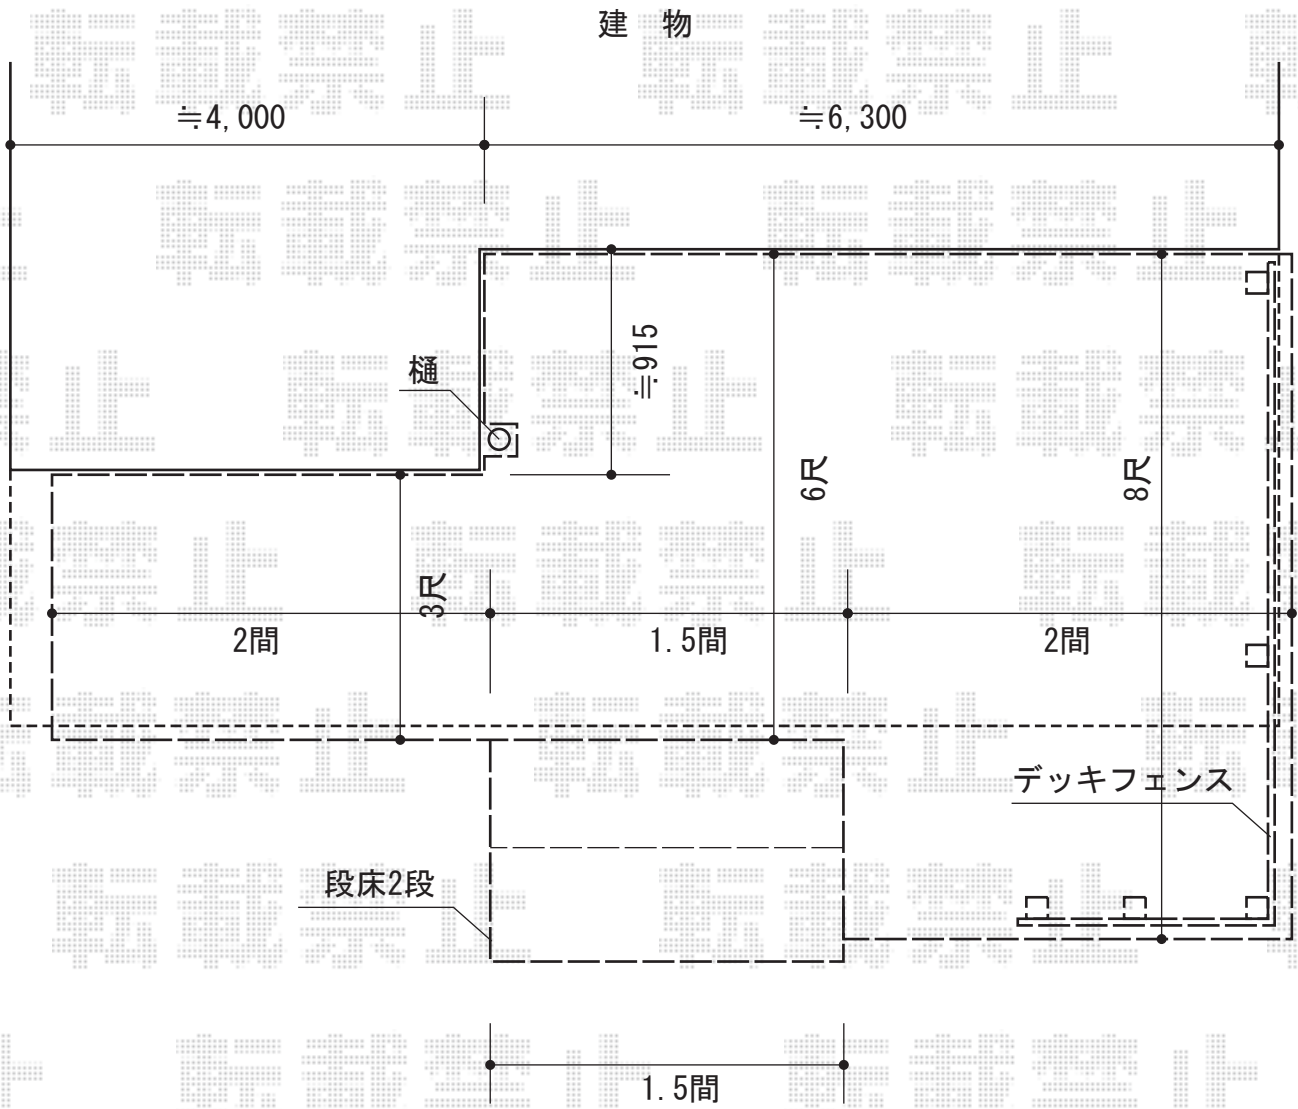 建　物
≒4,000
≒6,300
≒915
樋
6尺
8尺
3尺
2間
1.5間
2間
デッキフェンス
段床2段
1.5間
転載禁止